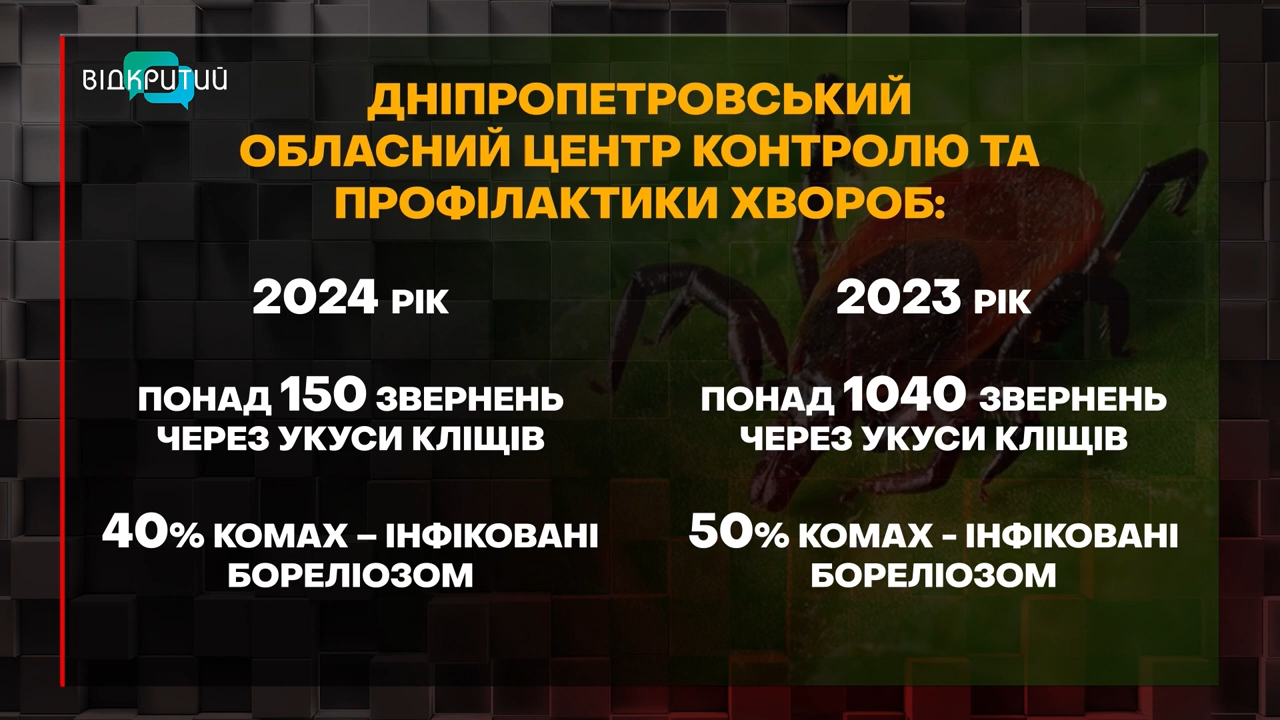 ВІДКРИТИЙ
ДНІПРОПЕТРОВСЬКИЙ
ОБЛАСНИЙ ЦЕНТР КОНТРОЛЮ ТА
ПРОФІЛАКТИКИ ХВОРОБ:
2024 РІК
ПОНАД 150 ЗВЕРНЕНЬ
ЧЕРЕЗ УКУСИ КЛІЩІВ
40% КОМАХ – ІНФІКОВАНІ
БОРЕЛІОЗОМ
2023 РІК
ПОНАД 1040 ЗВЕРНЕНЬ
ЧЕРЕЗ УКУСИ КЛІЩІВ
50% КОМАХ - ІНФІКОВАНІ
БОРЕЛІОЗОМ